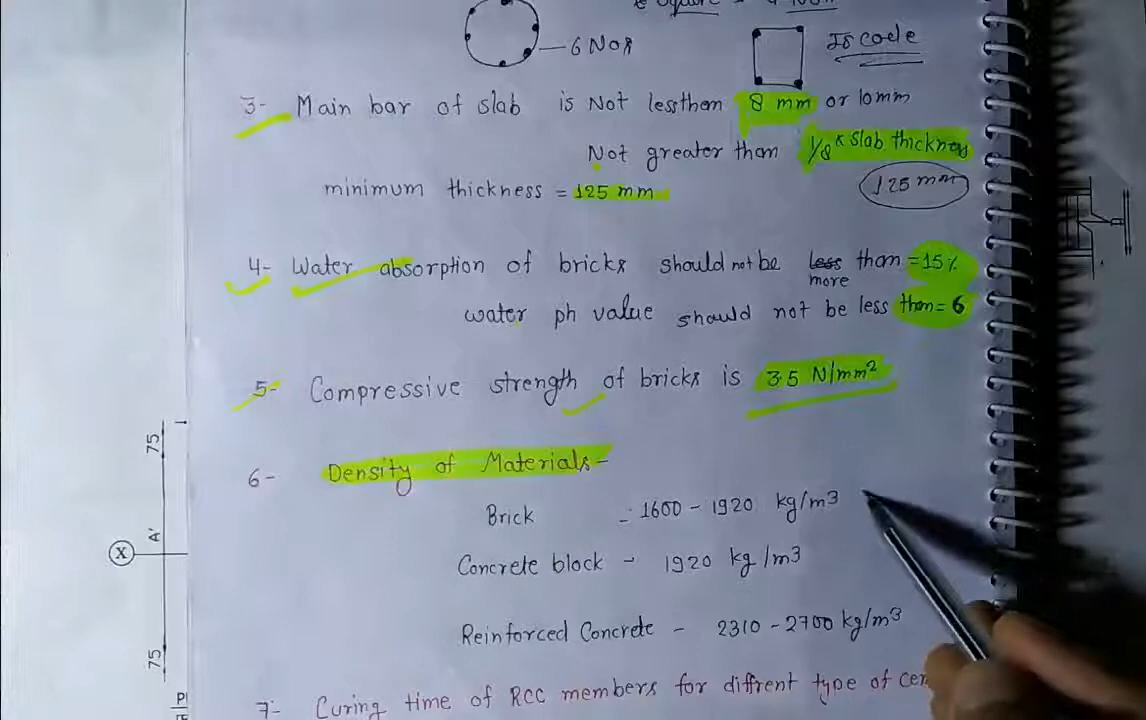 6 Nos
IS code
3- Main bar of slab is Not lessthen 8 mm or 10mm
Not greater than 1/8 x slab thickness
minimum thickness = 125 mm
125 mm
4- Water absorption of bricks should not be less than = 15%
more
water ph value should not be less than = 6
5- Compressive strength of bricks is 3.5 N/mm²
6- Density of Materials-
Brick = 1600 - 1920 kg/m3
Concrete block - 1920 kg/m3
Reinforced Concrete - 2310 - 2700 kg/m3
7- Curing time of RCC members for diffrent type of
75
A'
X
75